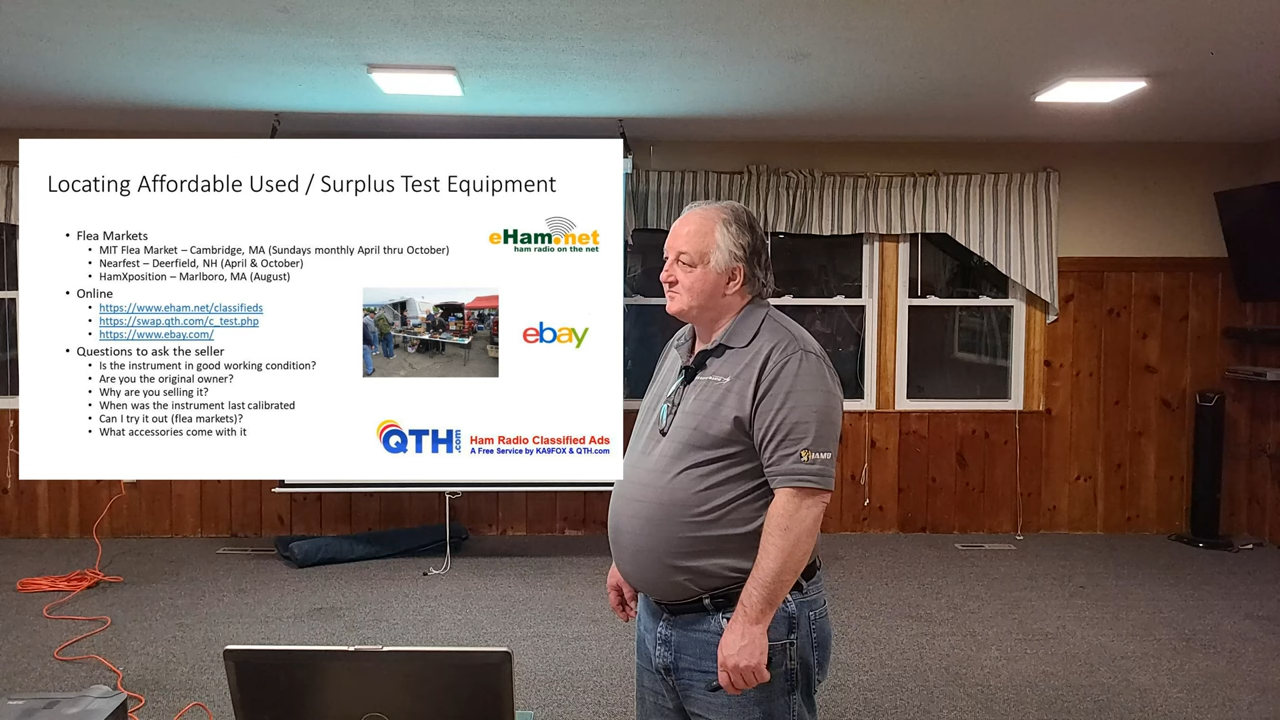 Locating Affordable Used / Surplus Test Equipment
• Flea Markets
• MIT Flea Market – Cambridge, MA (Sundays monthly April thru October)
• Nearfest – Deerfield, NH (April & October)
• HamXposition – Marlboro, MA (August)
• Online
• https://www.eham.net/classifieds
• https://swap.qth.com/c_test.php
• https://www.ebay.com/
• Questions to ask the seller
• Is the instrument in good working condition?
• Are you the original owner?
• Why are you selling it?
• When was the instrument last calibrated
• Can I try it out (flea markets)?
• What accessories come with it
eHam.net
ham radio on the net
ebay
QTH.com
Ham Radio Classified Ads
A Free Service by KA9FOX & QTH.com